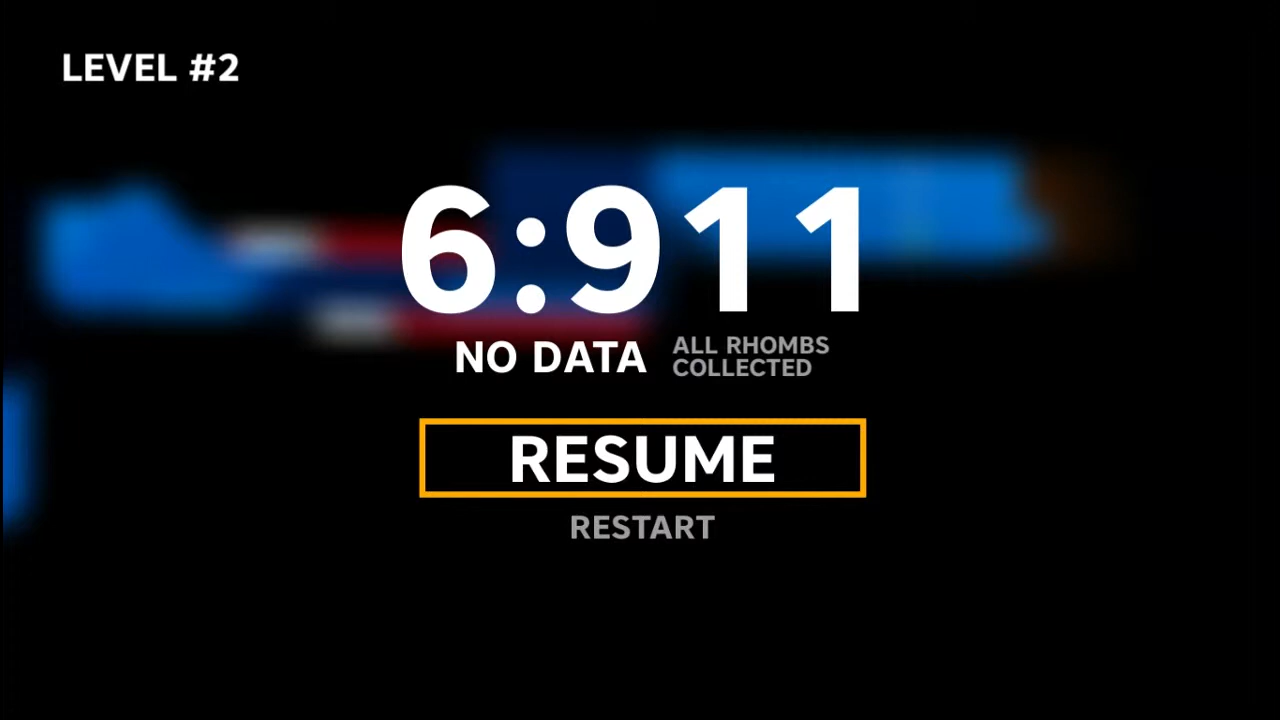 LEVEL #2
6:911
NO DATA
ALL RHOMBS
COLLECTED
RESUME
RESTART